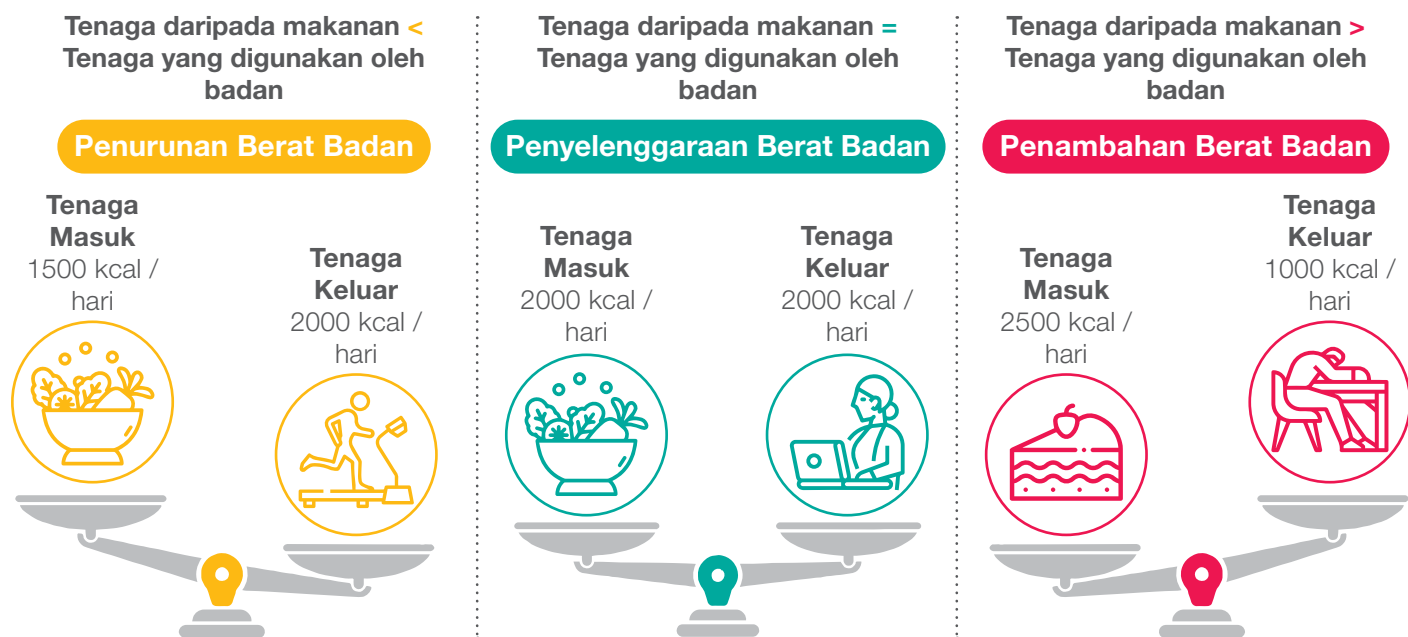 Tenaga daripada makanan <
Tenaga yang digunakan oleh
badan
Penurunan Berat Badan
Tenaga
Masuk
1500 kcal /
hari
Tenaga
Keluar
2000 kcal /
hari
Tenaga daripada makanan =
Tenaga yang digunakan oleh
badan
Penyelenggaraan Berat Badan
Tenaga
Masuk
2000 kcal /
hari
Tenaga
Keluar
2000 kcal /
hari
Tenaga daripada makanan >
Tenaga yang digunakan oleh
badan
Penambahan Berat Badan
Tenaga
Masuk
2500 kcal /
hari
Tenaga
Keluar
1000 kcal /
hari